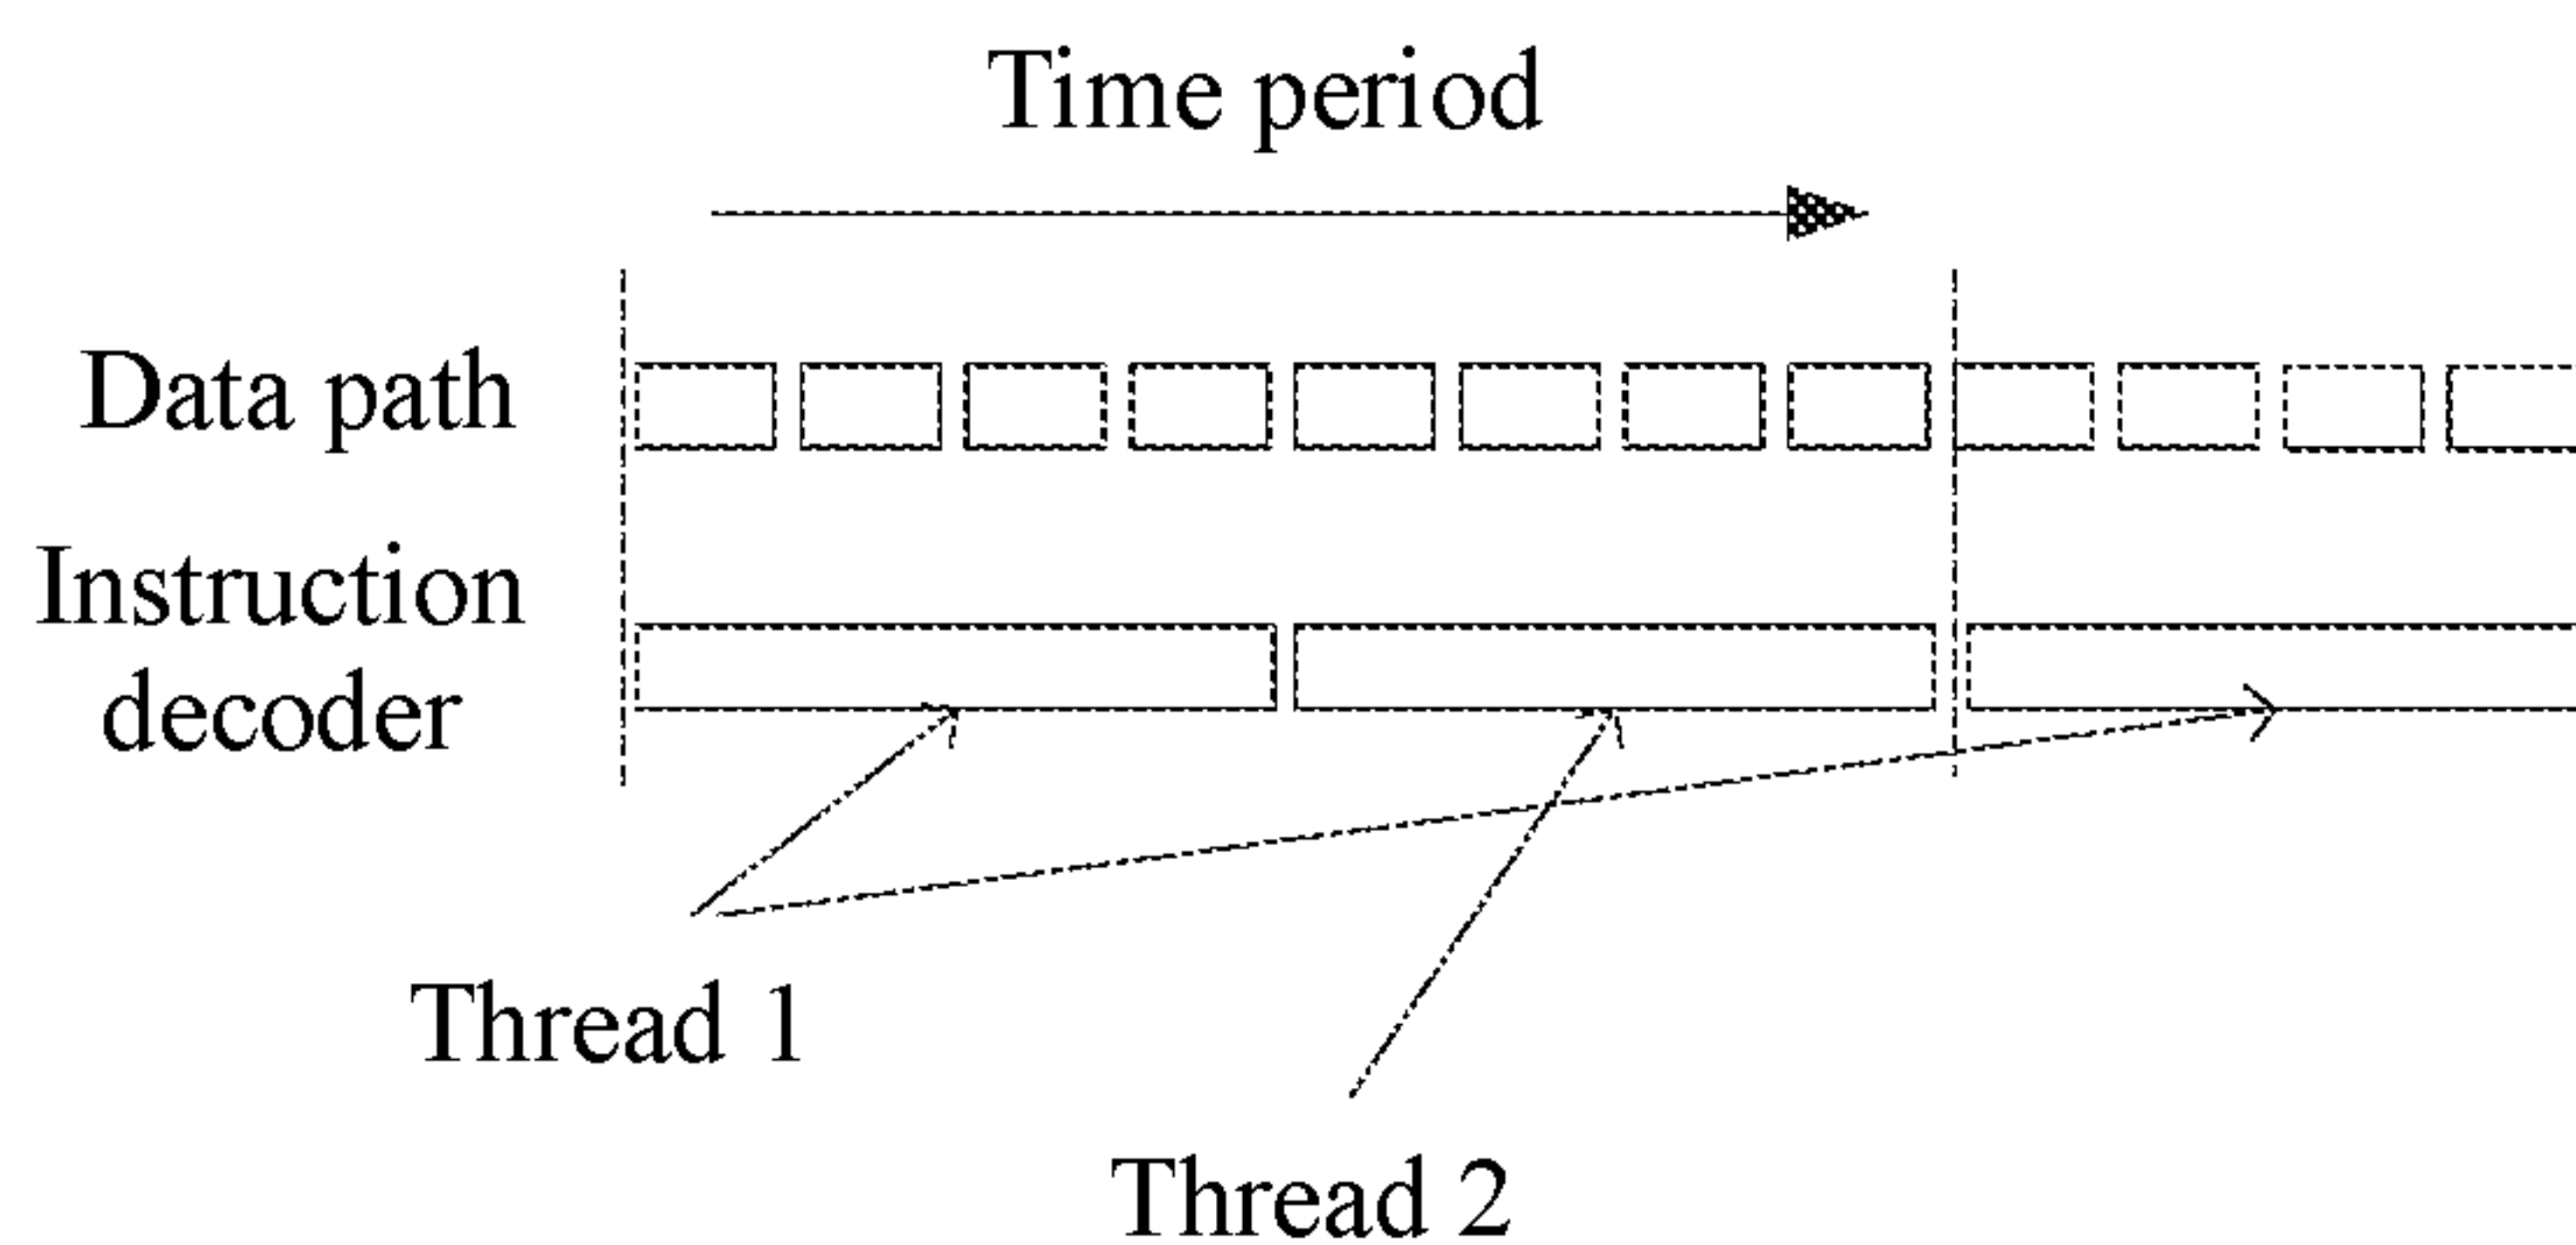 Time period
Data path
Instruction
decoder
Thread 1
Thread 2